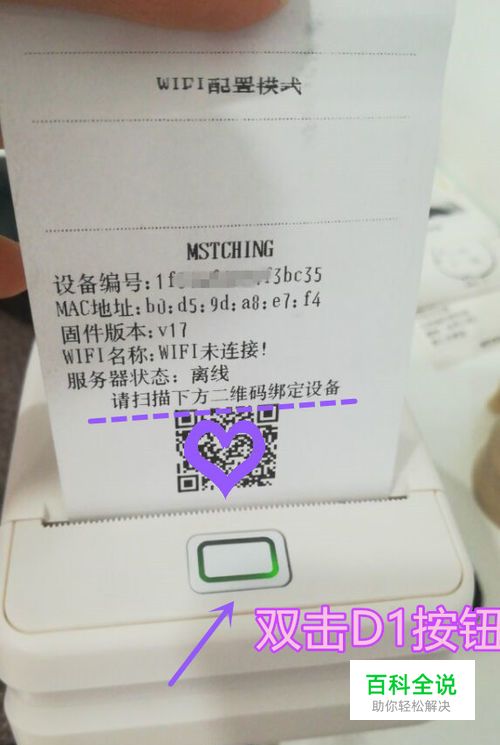 WIFI配置模式
MSTCHING
设备编号:1f f3bc35
MAC地址:b0:d5:9d:a8:e7:f4
固件版本:v17
WIFI名称:WIFI未连接!
服务器状态: 离线
请扫描下方二维码绑定设备
双击D1按钮
百科全说
助你轻松解决